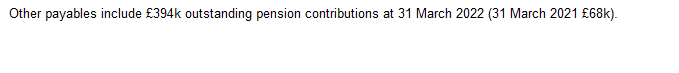 Other payables include £394k outstanding pension contributions at 31 March 2022 (31 March 2021 £68k).